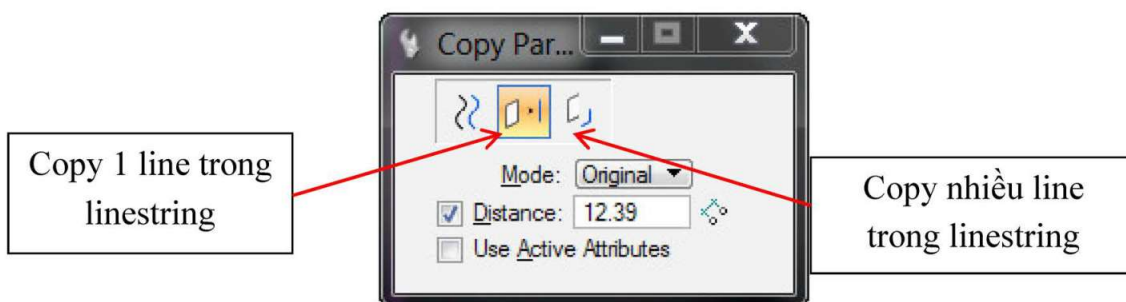 Copy Par...
Copy 1 line trong
linestring
Mode: Original
Distance: 12.39
Use Active Attributes
Copy nhiều line
trong linestring